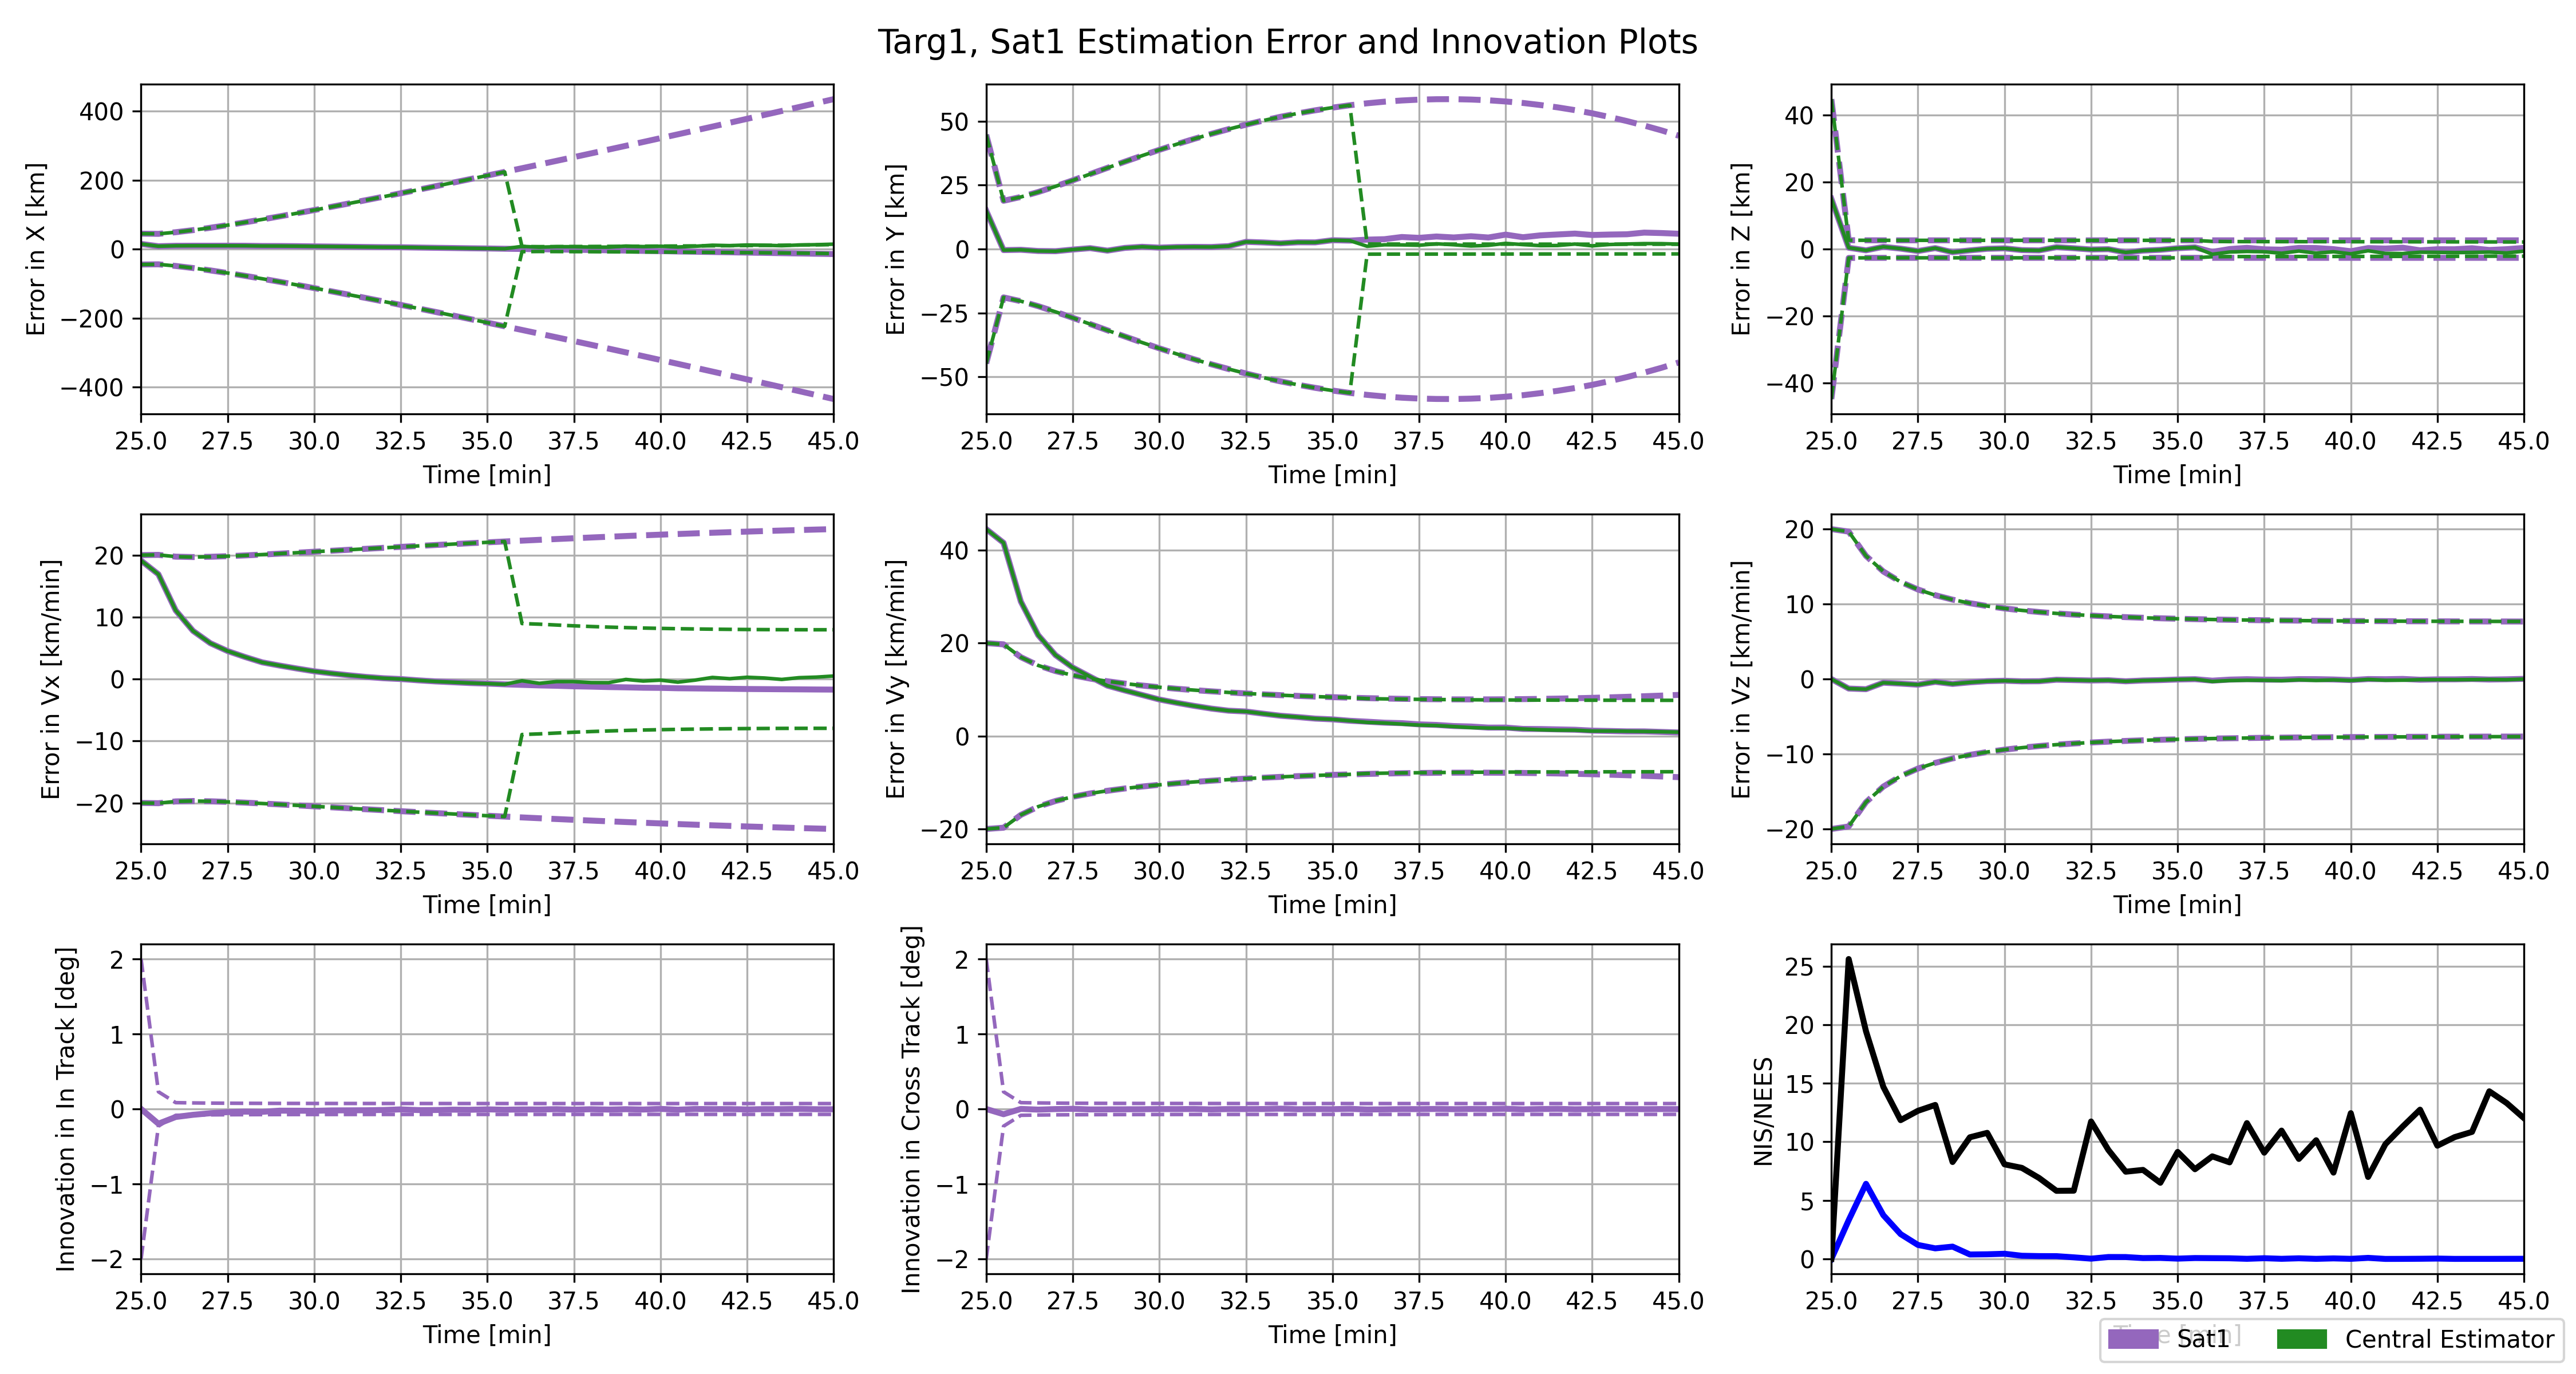 Targ1, Sat1 Estimation Error and Innovation Plots
Error in X [km]
400
200
0
−200
−400
25.0 27.5 30.0 32.5 35.0 37.5 40.0 42.5 45.0
Time [min]
Error in Y [km]
50
25
0
−25
−50
25.0 27.5 30.0 32.5 35.0 37.5 40.0 42.5 45.0
Time [min]
Error in Z [km]
40
20
0
−20
−40
25.0 27.5 30.0 32.5 35.0 37.5 40.0 42.5 45.0
Time [min]
Error in Vx [km/min]
20
10
0
−10
−20
25.0 27.5 30.0 32.5 35.0 37.5 40.0 42.5 45.0
Time [min]
Error in Vy [km/min]
40
20
0
−20
25.0 27.5 30.0 32.5 35.0 37.5 40.0 42.5 45.0
Time [min]
Error in Vz [km/min]
20
10
0
−10
−20
25.0 27.5 30.0 32.5 35.0 37.5 40.0 42.5 45.0
Time [min]
Innovation in In Track [deg]
2
1
0
−1
−2
25.0 27.5 30.0 32.5 35.0 37.5 40.0 42.5 45.0
Time [min]
Innovation in Cross Track [deg]
2
1
0
−1
−2
25.0 27.5 30.0 32.5 35.0 37.5 40.0 42.5 45.0
Time [min]
NIS/NEES
25
20
15
10
5
0
25.0 27.5 30.0 32.5 35.0 37.5 40.0 42.5 45.0
Time [min]
Sat1 Central Estimator